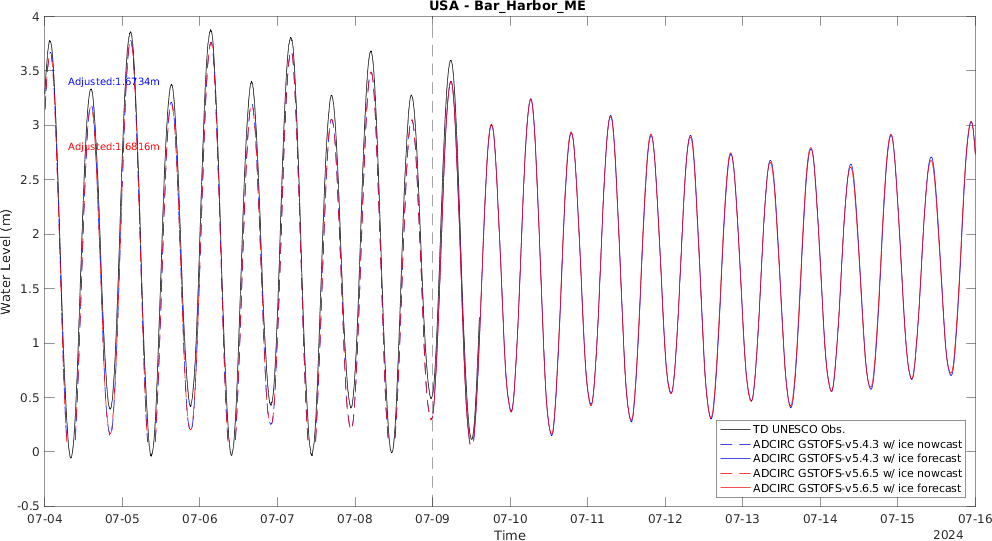 USA - Bar_Harbor_ME
Water Level (m)
4
3.5
3
2.5
2
1.5
1
0.5
0
-0.5
Adjusted:1.6734m
Adjusted:1.6816m
TD UNESCO Obs.
ADCIRC GSTOFS-v5.4.3 w/ ice nowcast
ADCIRC GSTOFS-v5.4.3 w/ ice forecast
ADCIRC GSTOFS-v5.6.5 w/ ice nowcast
ADCIRC GSTOFS-v5.6.5 w/ ice forecast
07-04 07-05 07-06 07-07 07-08 07-09 07-10 07-11 07-12 07-13 07-14 07-15 07-16
Time
2024